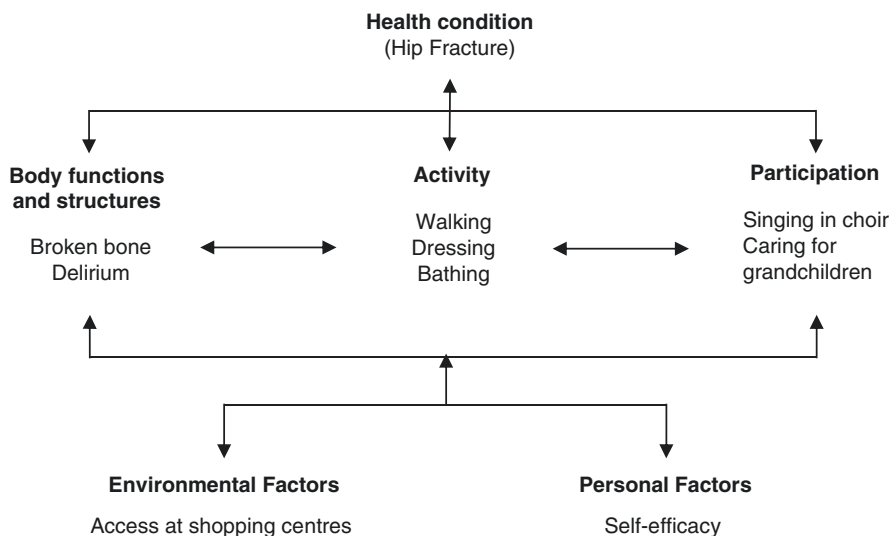 Health condition
(Hip Fracture)
Body functions
and structures
Broken bone
Delirium
Activity
Walking
Dressing
Bathing
Participation
Singing in choir
Caring for
grandchildren
Environmental Factors
Access at shopping centres
Personal Factors
Self-efficacy